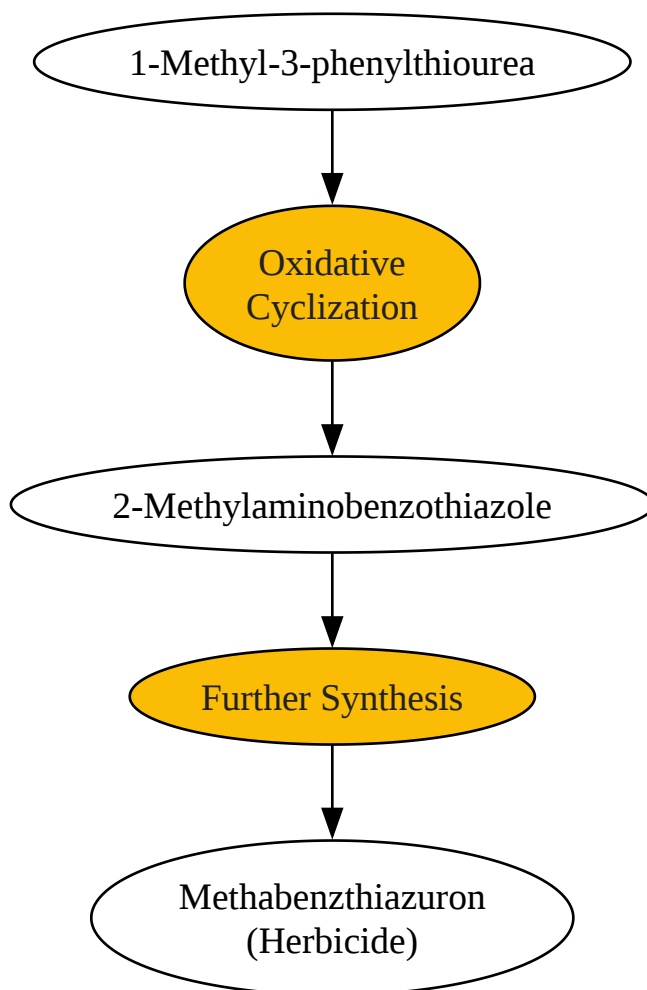 1-Methyl-3-phenylthiourea
Oxidative
Cyclization
2-Methylaminobenzothiazole
Further Synthesis
Methabenzthiazuron
(Herbicide)